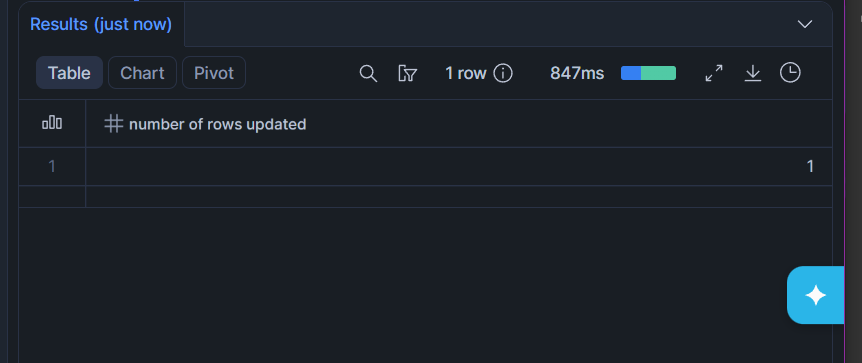 Results (just now)
Table Chart Pivot 1 row 847ms
number of rows updated
1 1